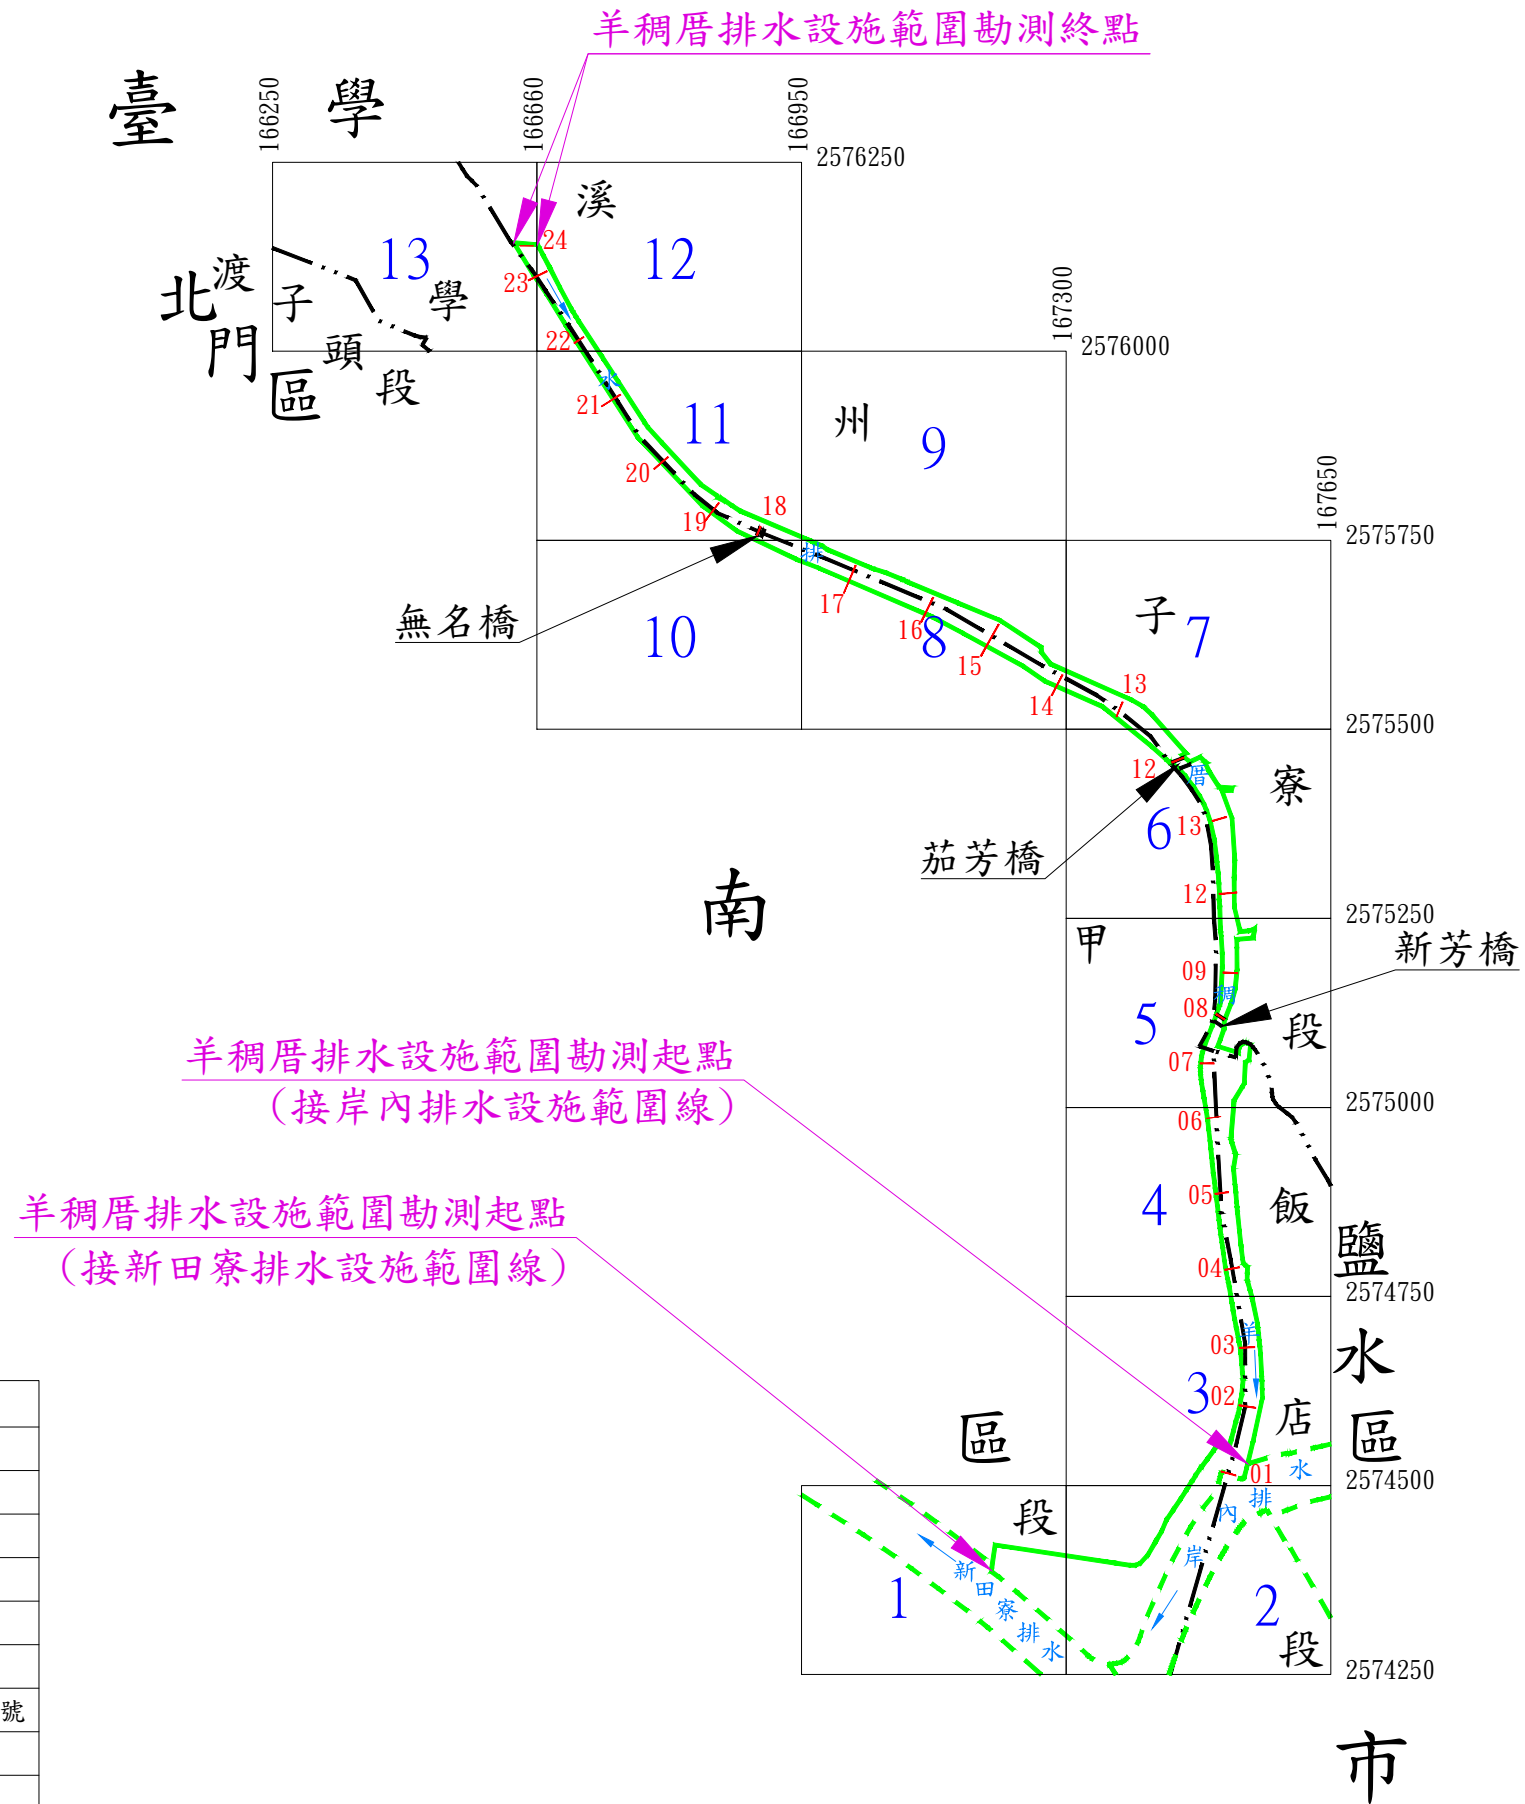 羊稠厝排水設施範圍勘測終點
臺
學
166250
166660
166950
2576250
溪
24
13
12
23
渡
子
頭
段
學
北
門
區
22
167300
2576000
水
21
11
州
9
20
18
19
167650
2575750
排
17
無名橋
10
16
8
15
子
7
14
13
2575500
12
厝
寮
6
13
茄芳橋
南
12
2575250
甲
新芳橋
09
稠
08
5
段
07
羊稠厝排水設施範圍勘測起點
(接岸內排水設施範圍線)
2575000
06
05
4
飯
羊稠厝排水設施範圍勘測起點
(接新田寮排水設施範圍線)
04
鹽
水
區
2574750
羊
03
3
02
店
區
01
水
排
內
岸
2574500
段
新
田
寮
排
水
1
2
段
2574250
號
市